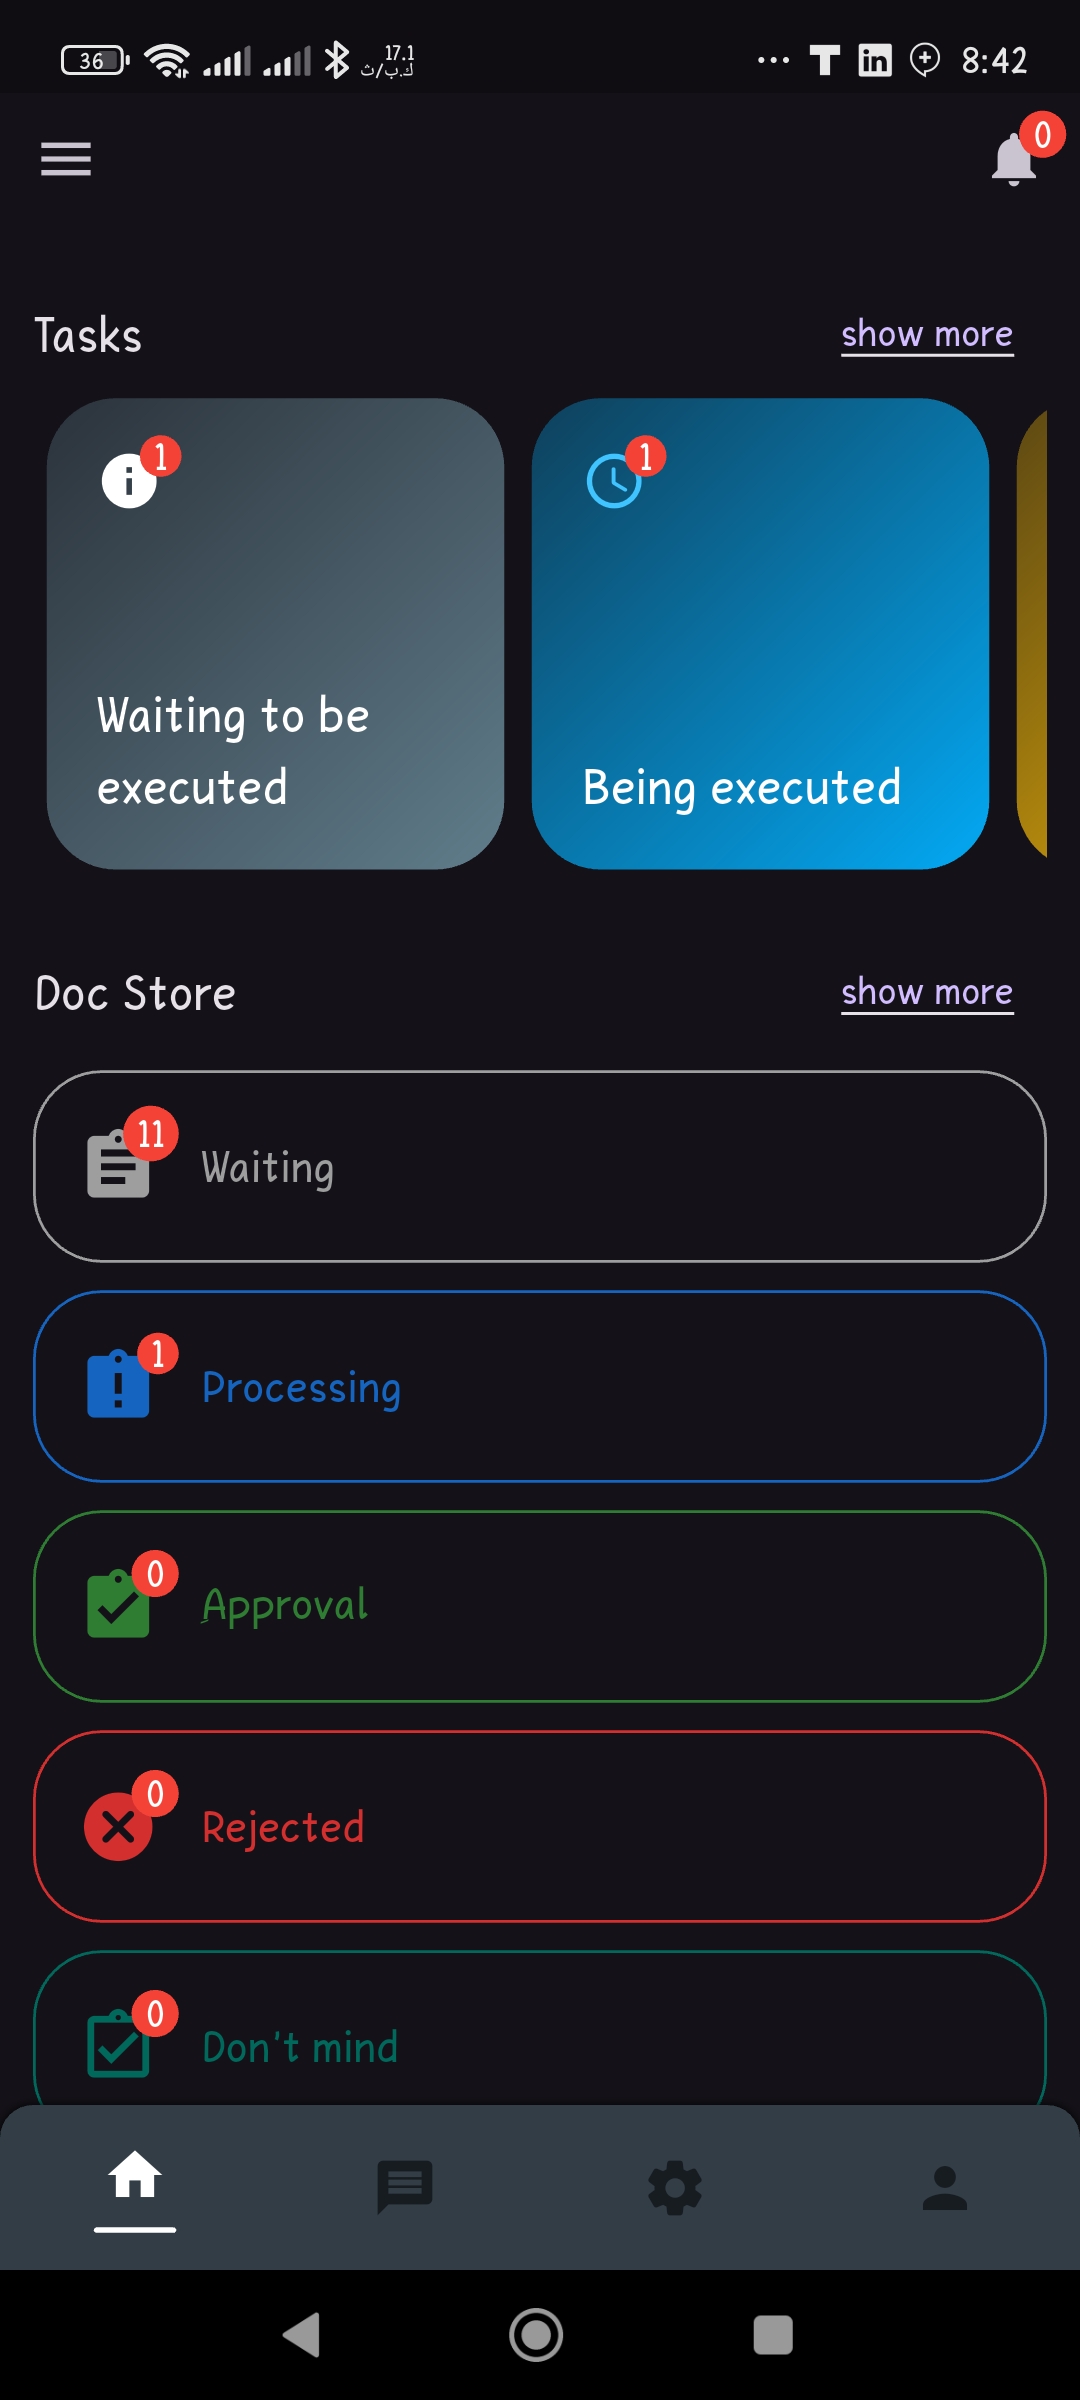 36
17.1
ك.ب/ث
8:42
0
Tasks
show more
1
1
Waiting to be
executed
Being executed
Doc Store
show more
11
Waiting
1
Processing
0
Approval
0
Rejected
0
Don't mind